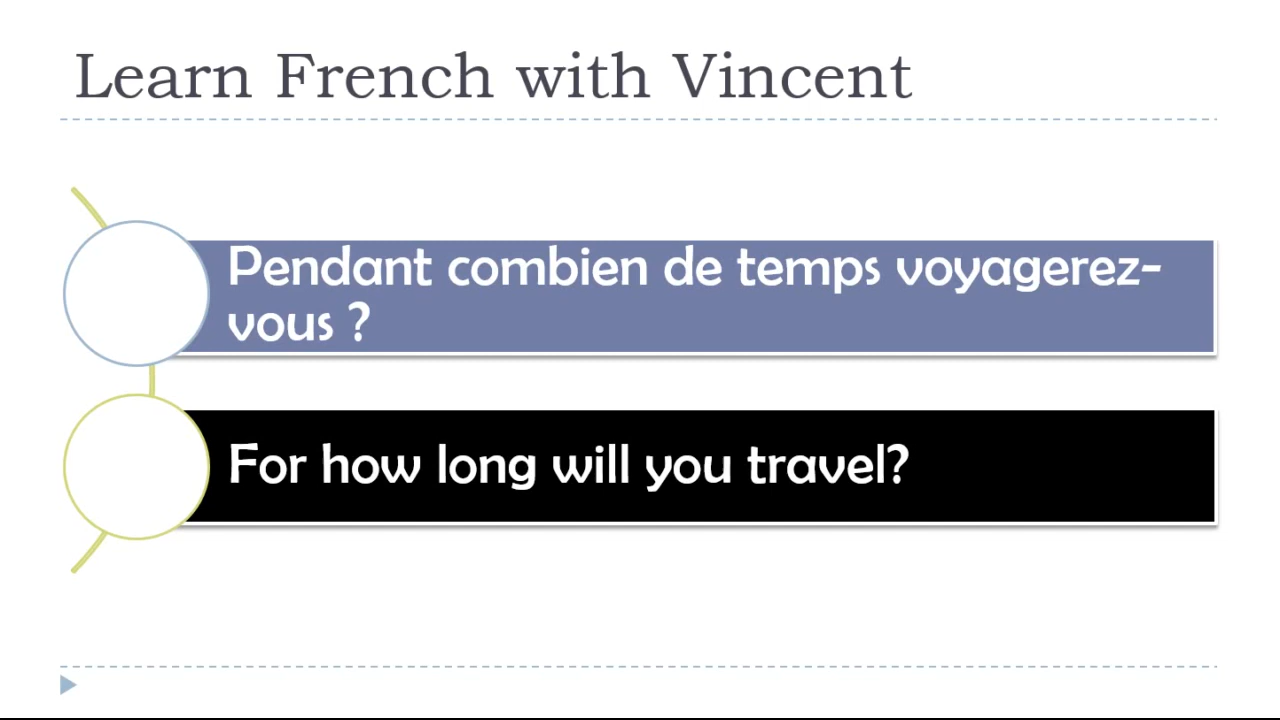 Learn French with Vincent
Pendant combien de temps voyagerez-
vous ?
For how long will you travel?